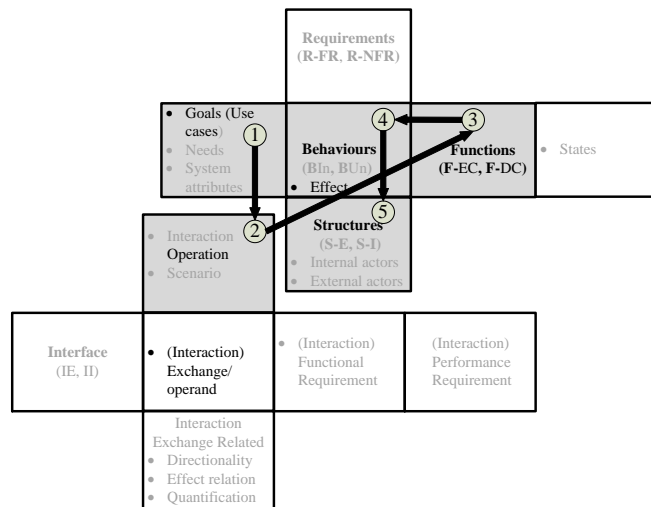 Requirements
(R-FR, R-NFR)
• Goals (Use
cases)
• Needs
• System
attributes
1
4
Behaviours
(BIn, BUn)
• Effect
3
Functions
(F-EC, F-DC)
• States
• Interaction
Operation
• Scenario
2
5
Structures
(S-E, S-I)
• Internal actors
• External actors
Interface
(IE, II)
• (Interaction)
Exchange/
operand
• (Interaction)
Functional
Requirement
(Interaction)
Performance
Requirement
Interaction
Exchange Related
• Directionality
• Effect relation
• Quantification